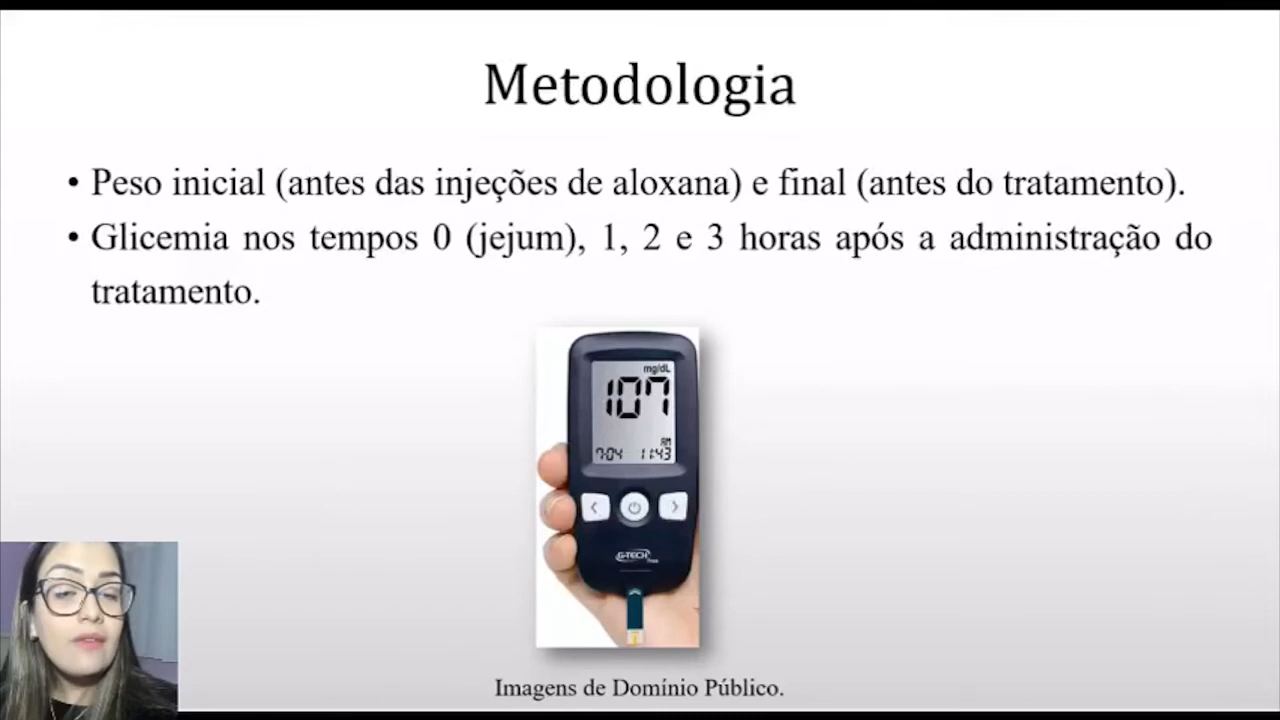 Metodologia
• Peso inicial (antes das injeções de aloxana) e final (antes do tratamento).
• Glicemia nos tempos 0 (jejum), 1, 2 e 3 horas após a administração do
tratamento.
mg/dL
107
AM
7-04 11:43
G-TECH
Free
Imagens de Domínio Público.